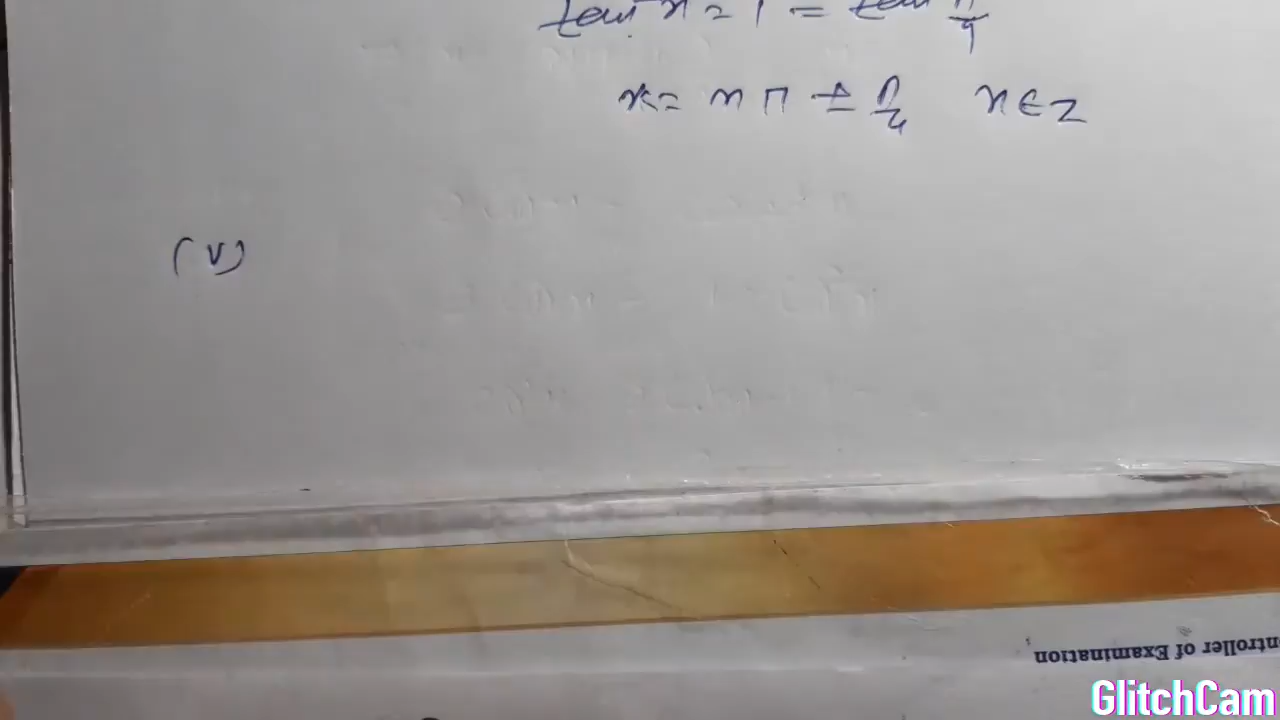 tan x = 1 = tan π/4
x = nπ ± π/4 x ∈ Z
(v)
ntroller of Examination,
GlitchCam